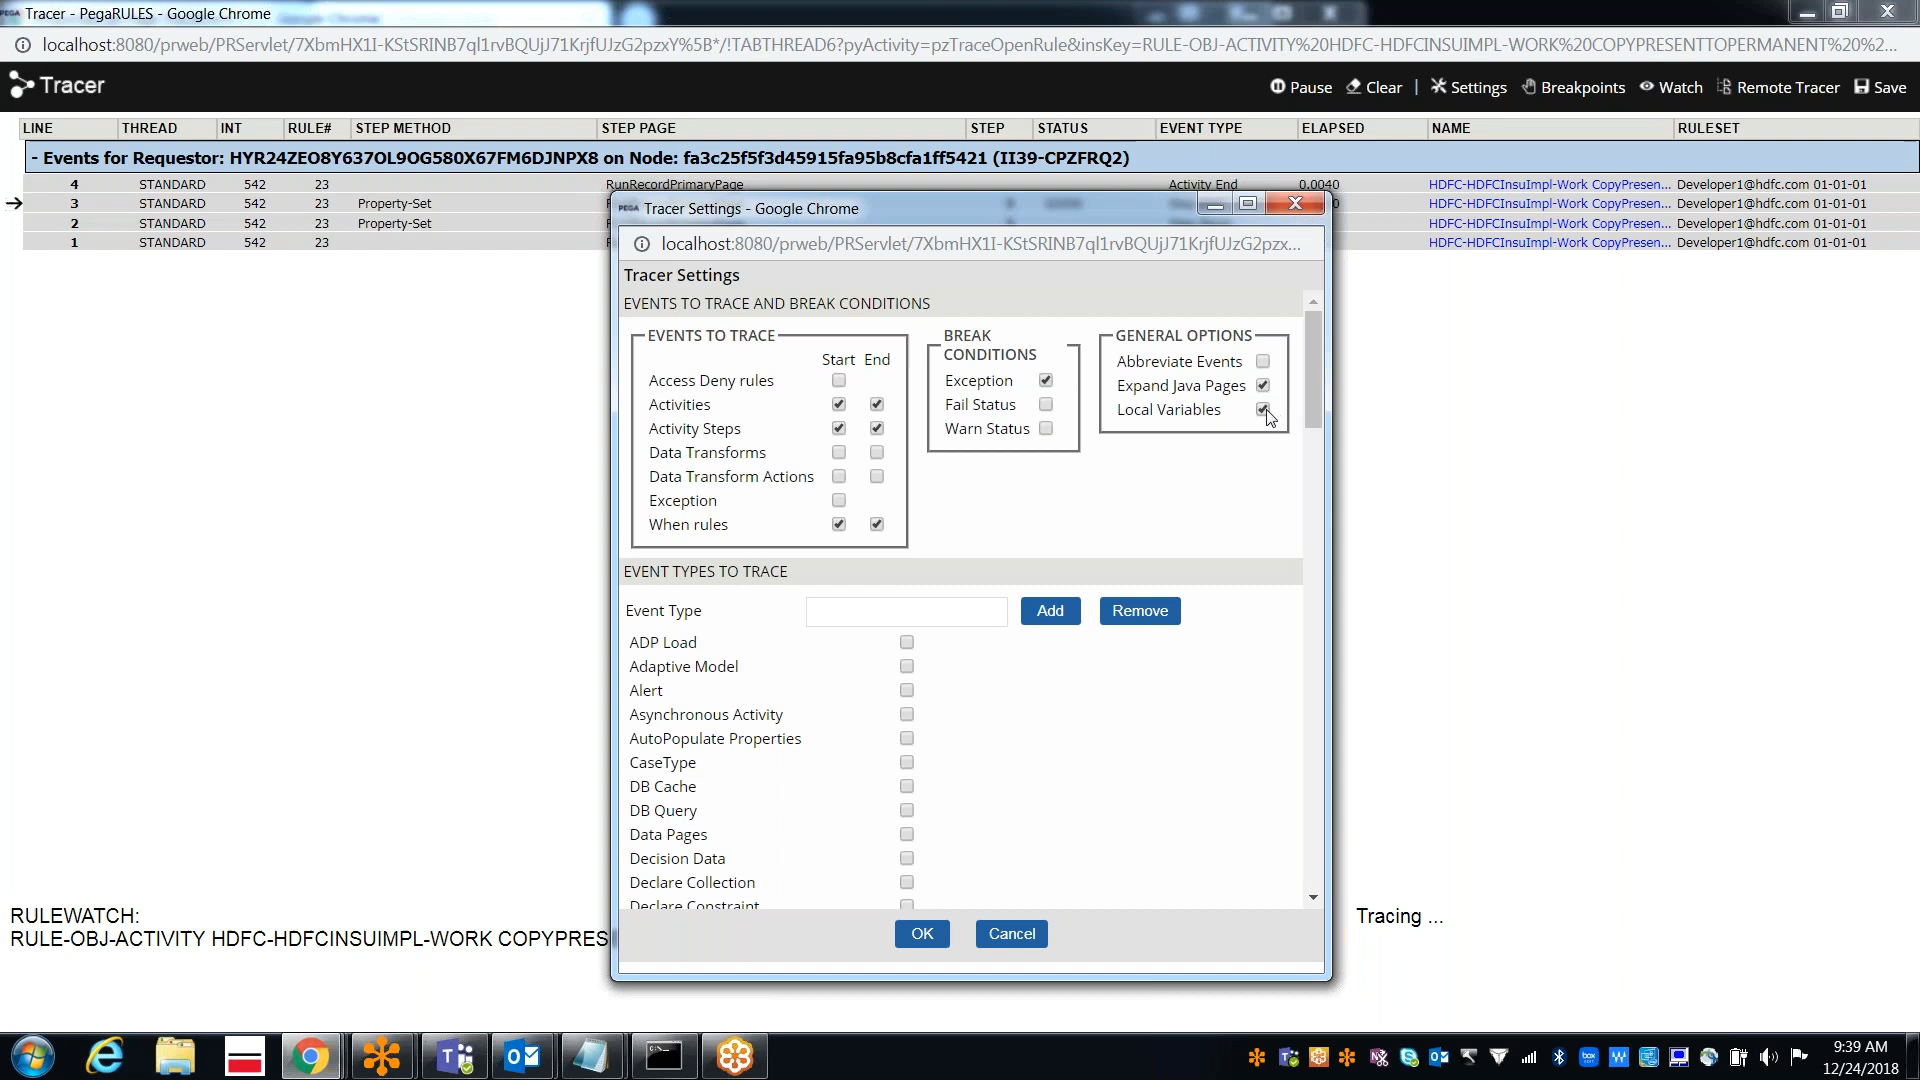 PEGA Tracer - PegaRULES - Google Chrome
localhost:8080/prweb/PRServlet/7XbmHX1I-KStSRINB7ql1rvBQUjJ71KrjfUJzG2pzxY%5B*/!TABTHREAD6?pyActivity=pzTraceOpenRule&insKey=RULE-OBJ-ACTIVITY%20HDFC-HDFCINSUIMPL-WORK%20COPYPRESENTTOPERMANENT%20%2...
Tracer
Pause Clear | Settings Breakpoints Watch Remote Tracer Save
LINE THREAD INT RULE# STEP METHOD STEP PAGE STEP STATUS EVENT TYPE ELAPSED NAME RULESET
- Events for Requestor: HYR24ZEO8Y637OL9OG580X67FM6DJNPX8 on Node: fa3c25f5f3d45915fa95b8cfa1ff5421 (II39-CPZFRQ2)
4 STANDARD 542 23 RunRecordPrimaryPage Activity End 0.0040 HDFC-HDFCInsuImpl-Work CopyPresen... Developer1@hdfc.com 01-01-01
3 STANDARD 542 23 Property-Set HDFC-HDFCInsuImpl-Work CopyPresen... Developer1@hdfc.com 01-01-01
2 STANDARD 542 23 Property-Set HDFC-HDFCInsuImpl-Work CopyPresen... Developer1@hdfc.com 01-01-01
1 STANDARD 542 23 HDFC-HDFCInsuImpl-Work CopyPresen... Developer1@hdfc.com 01-01-01
PEGA Tracer Settings - Google Chrome
localhost:8080/prweb/PRServlet/7XbmHX1I-KStSRINB7ql1rvBQUjJ71KrjfUJzG2pzx...
Tracer Settings
EVENTS TO TRACE AND BREAK CONDITIONS
EVENTS TO TRACE
Start End
Access Deny rules
Activities
Activity Steps
Data Transforms
Data Transform Actions
Exception
When rules
BREAK
CONDITIONS
Exception
Fail Status
Warn Status
GENERAL OPTIONS
Abbreviate Events
Expand Java Pages
Local Variables
EVENT TYPES TO TRACE
Event Type Add Remove
ADP Load
Adaptive Model
Alert
Asynchronous Activity
AutoPopulate Properties
CaseType
DB Cache
DB Query
Data Pages
Decision Data
Declare Collection
Declare Constraint
OK Cancel
RULEWATCH:
RULE-OBJ-ACTIVITY HDFC-HDFCINSUIMPL-WORK COPYPRES
Tracing ...
9:39 AM
12/24/2018